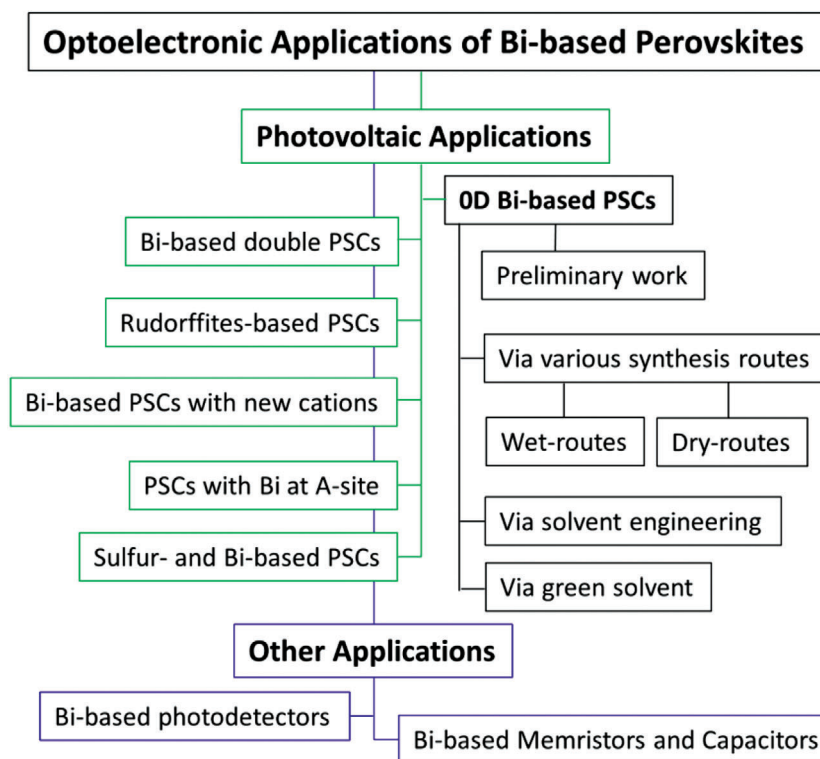 Optoelectronic Applications of Bi-based Perovskites
Photovoltaic Applications
0D Bi-based PSCs
Preliminary work
Via various synthesis routes
Wet-routes
Dry-routes
Via solvent engineering
Via green solvent
Bi-based double PSCs
Rudorffites-based PSCs
Bi-based PSCs with new cations
PSCs with Bi at A-site
Sulfur- and Bi-based PSCs
Other Applications
Bi-based photodetectors
Bi-based Memristors and Capacitors